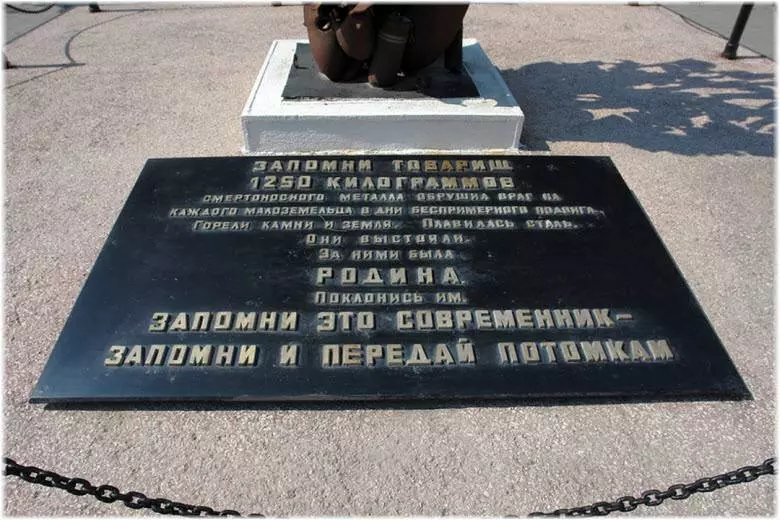 ЗАПОМНИ ТОВАРИЩ
1250 КИЛОГРАММОВ
СМЕРТОНОСНОГО МЕТАЛЛА ОБРУШИЛ ВРАГ НА
КАЖДОГО МАЛОЗЕМЕЛЬЦА В ДНИ БЕСПРИМЕРНОГО ПОДВИГА.
ГОРЕЛИ КАМНИ И ЗЕМЛЯ. ПЛАВИЛАСЬ СТАЛЬ.
ОНИ ВЫСТОЯЛИ.
ЗА НИМИ БЫЛА
РОДИНА.
ПОКЛОНИСЬ ИМ.
ЗАПОМНИ ЭТО СОВРЕМЕННИК-
ЗАПОМНИ И ПЕРЕДАЙ ПОТОМКАМ